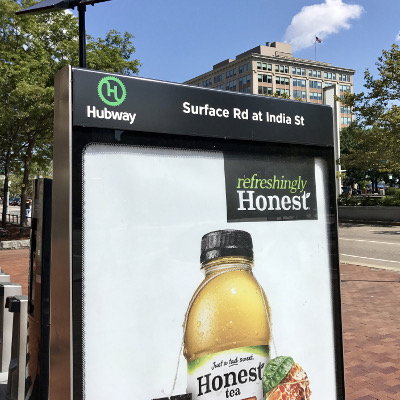 H
Hubway
Surface Rd at India St
refreshingly
Honest
Just a tad sweet.
Honest
tea